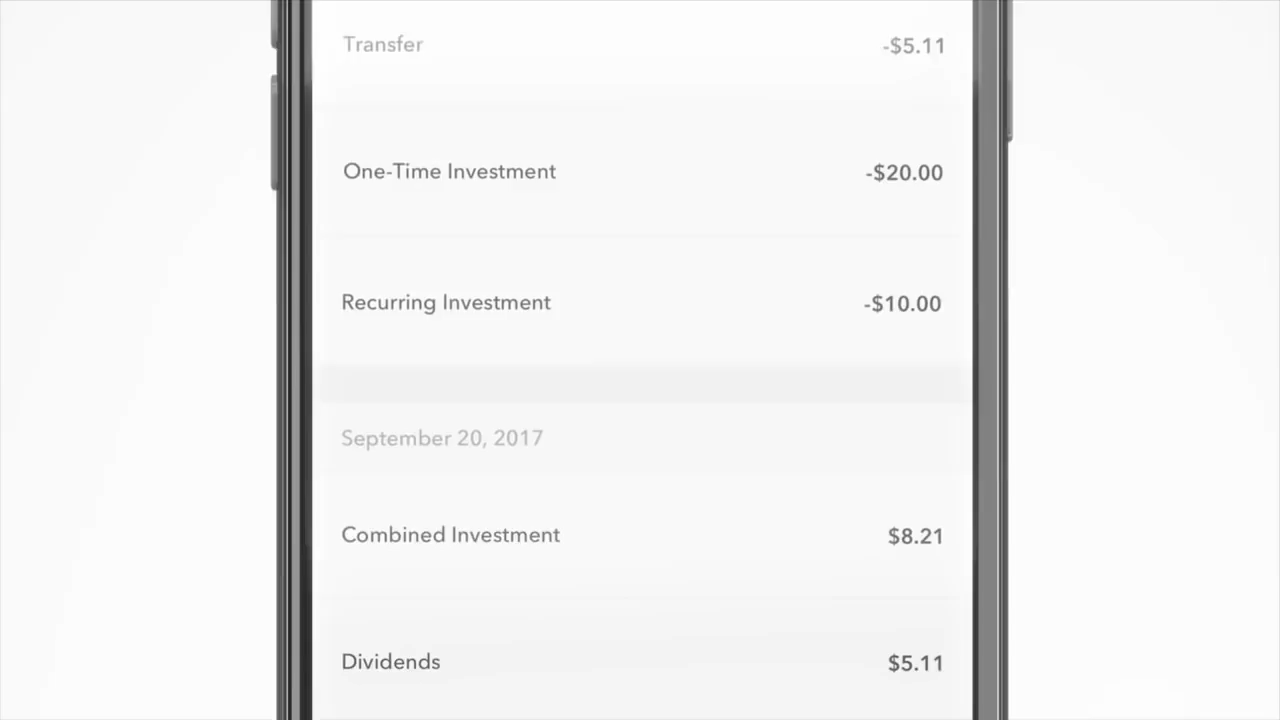 Transfer -$5.11
One-Time Investment -$20.00
Recurring Investment -$10.00
September 20, 2017
Combined Investment $8.21
Dividends $5.11